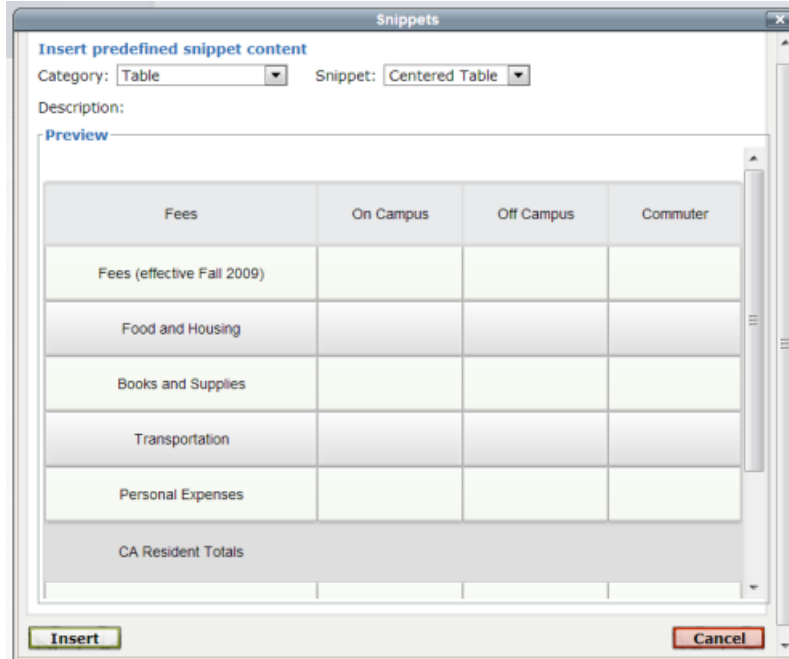 Snippets
Insert predefined snippet content
Category: Table Snippet: Centered Table
Description:
Preview
Fees On Campus Off Campus Commuter
Fees (effective Fall 2009)
Food and Housing
Books and Supplies
Transportation
Personal Expenses
CA Resident Totals
Insert Cancel